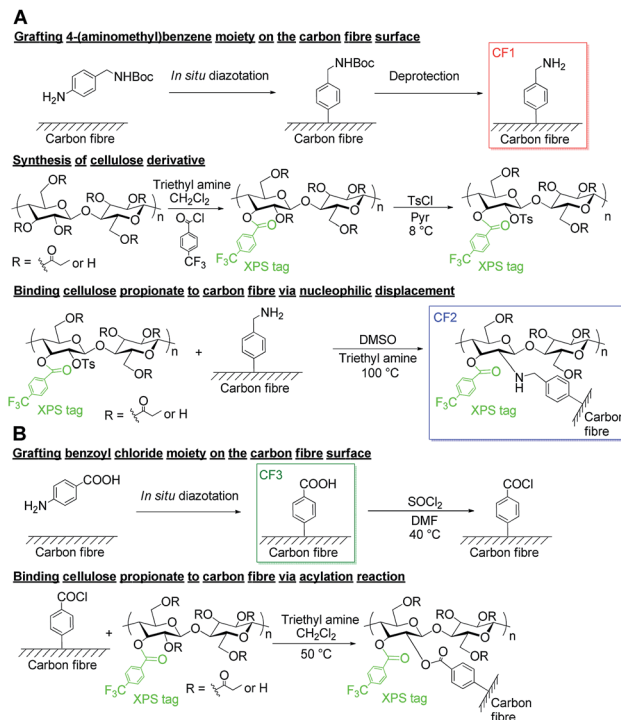 A
Grafting 4-(aminomethyl)benzene moiety on the carbon fibre surface
NHBoc
H2N
Carbon fibre
In situ diazotation
NHBoc
Carbon fibre
Deprotection
CF1
NH2
Carbon fibre
Synthesis of cellulose derivative
OR
RO
OR
O
O
RO
OR
O
O
OR
n
R = O or H
Triethyl amine
CH2Cl2
O Cl
CF3
OR
RO
OR
O
O
O
OR
O
O
OR
n
O
F3C
XPS tag
TsCl
Pyr
8 °C
OR
RO
OR
O
O
O
OTs
O
O
OR
n
O
F3C
XPS tag
Binding cellulose propionate to carbon fibre via nucleophilic displacement
OR
RO
OR
O
O
O
OTs
O
O
OR
n
O
F3C
XPS tag
R = O or H
+
NH2
Carbon fibre
DMSO
Triethyl amine
100 °C
CF2
OR
RO
OR
O
O
O
O
O
OR
n
O
N
H
F3C
XPS tag
Carbon
fibre
B
Grafting benzoyl chloride moiety on the carbon fibre surface
COOH
H2N
Carbon fibre
In situ diazotation
CF3
COOH
Carbon fibre
SOCl2
DMF
40 °C
COCl
Carbon fibre
Binding cellulose propionate to carbon fibre via acylation reaction
COCl
Carbon fibre
+
OR
RO
OR
O
O
O
OR
O
O
OR
n
O
F3C
XPS tag
R = O or H
Triethyl amine
CH2Cl2
50 °C
OR
RO
OR
O
O
O
O
O
OR
n
O
O
O
F3C
XPS tag
Carbon
fibre